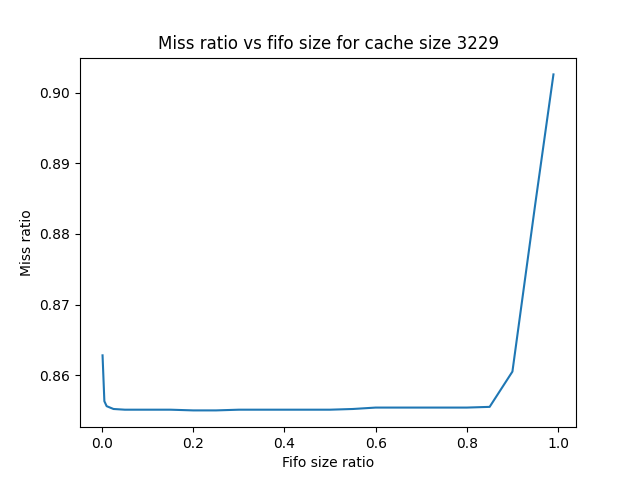 Miss ratio vs fifo size for cache size 3229
0.90
0.89
0.88
0.87
0.86
Miss ratio
0.0 0.2 0.4 0.6 0.8 1.0
Fifo size ratio